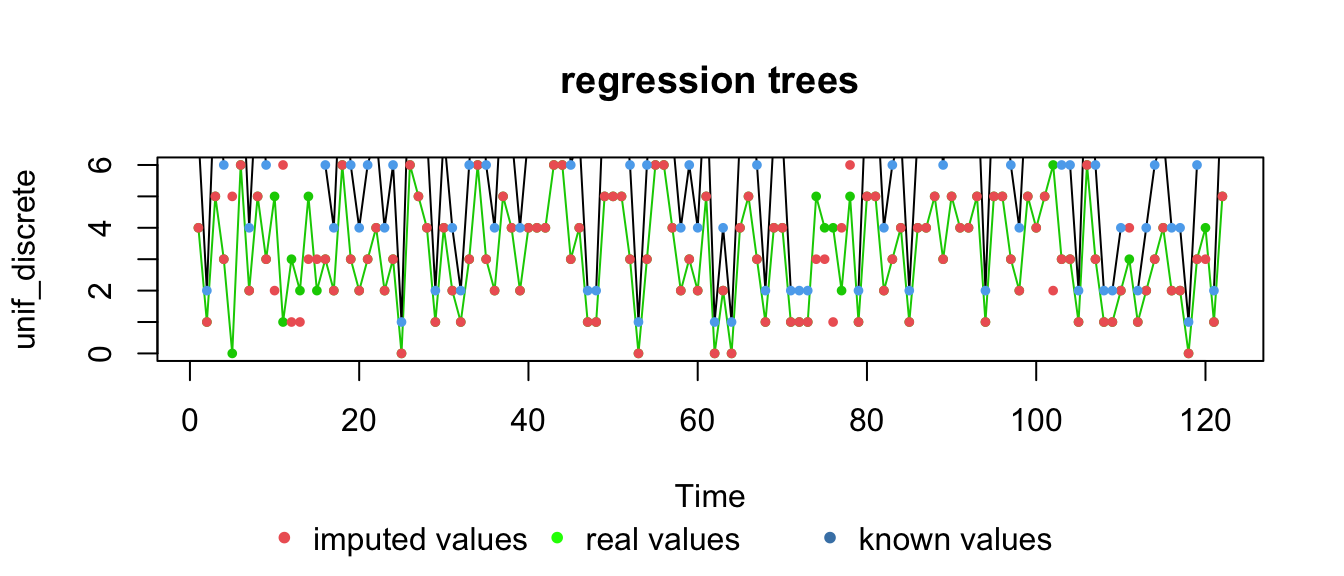 regression trees
unif_discrete
6
4
2
0
0 20 40 60 80 100 120
Time
imputed values real values known values